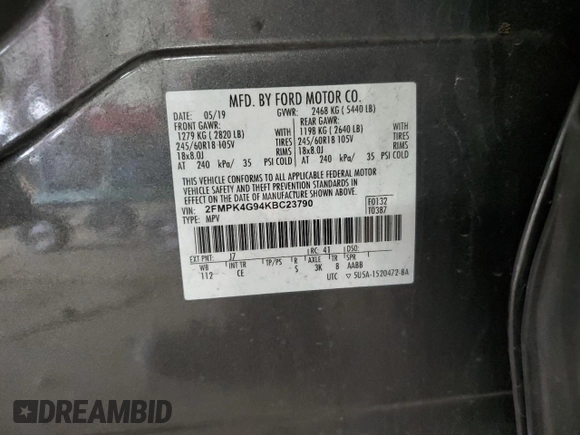 MFD. BY FORD MOTOR CO.
DATE: 05/19 GVWR: 2468 KG ( 5440 LB)
FRONT GAWR: REAR GAWR:
1279 KG ( 2820 LB) WITH 1198 KG ( 2640 LB) WITH
245/60R18 105V TIRES 245/60R18 105V TIRES
18x8.0J RIMS 18x8.0J RIMS
AT 240 kPa/ 35 PSI COLD AT 240 kPa/ 35 PSI COLD
THIS VEHICLE CONFORMS TO ALL APPLICABLE FEDERAL MOTOR
VEHICLE SAFETY AND THEFT PREVENTION STANDARDS IN EFFECT
ON THE DATE OF MANUFACTURE SHOWN ABOVE.
VIN: 2FMPK4G94KBC23790 F0132
TYPE: MPV T0387
EXT PNT: J7 RC: 41 DSO:
WB INT TR TP/PS R AXLE TR SPR
112 CE S 3K 8 AABB
UTC ▽ 5U5A-1520472-BA
DREAMBID